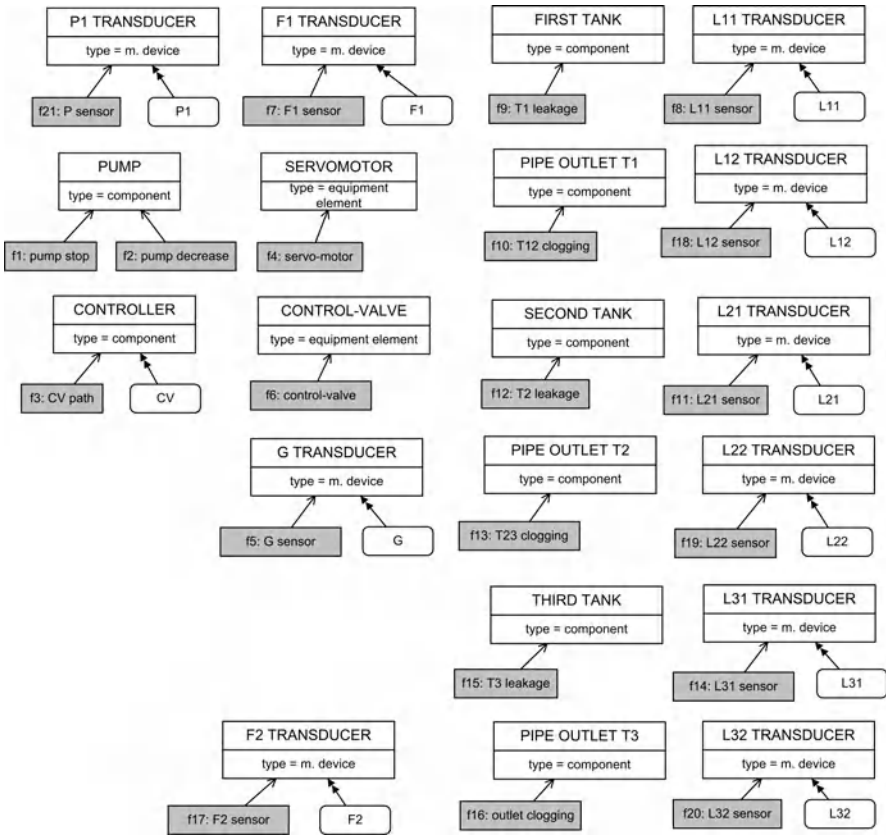 P1 TRANSDUCER
type = m. device
f21: P sensor
P1
F1 TRANSDUCER
type = m. device
f7: F1 sensor
F1
FIRST TANK
type = component
f9: T1 leakage
L11 TRANSDUCER
type = m. device
f8: L11 sensor
L11
PUMP
type = component
f1: pump stop
f2: pump decrease
SERVOMOTOR
type = equipment
element
f4: servo-motor
PIPE OUTLET T1
type = component
f10: T12 clogging
L12 TRANSDUCER
type = m. device
f18: L12 sensor
L12
CONTROLLER
type = component
f3: CV path
CV
CONTROL-VALVE
type = equipment element
f6: control-valve
SECOND TANK
type = component
f12: T2 leakage
L21 TRANSDUCER
type = m. device
f11: L21 sensor
L21
G TRANSDUCER
type = m. device
f5: G sensor
G
PIPE OUTLET T2
type = component
f13: T23 clogging
L22 TRANSDUCER
type = m. device
f19: L22 sensor
L22
THIRD TANK
type = component
f15: T3 leakage
L31 TRANSDUCER
type = m. device
f14: L31 sensor
L31
F2 TRANSDUCER
type = m. device
f17: F2 sensor
F2
PIPE OUTLET T3
type = component
f16: outlet clogging
L32 TRANSDUCER
type = m. device
f20: L32 sensor
L32